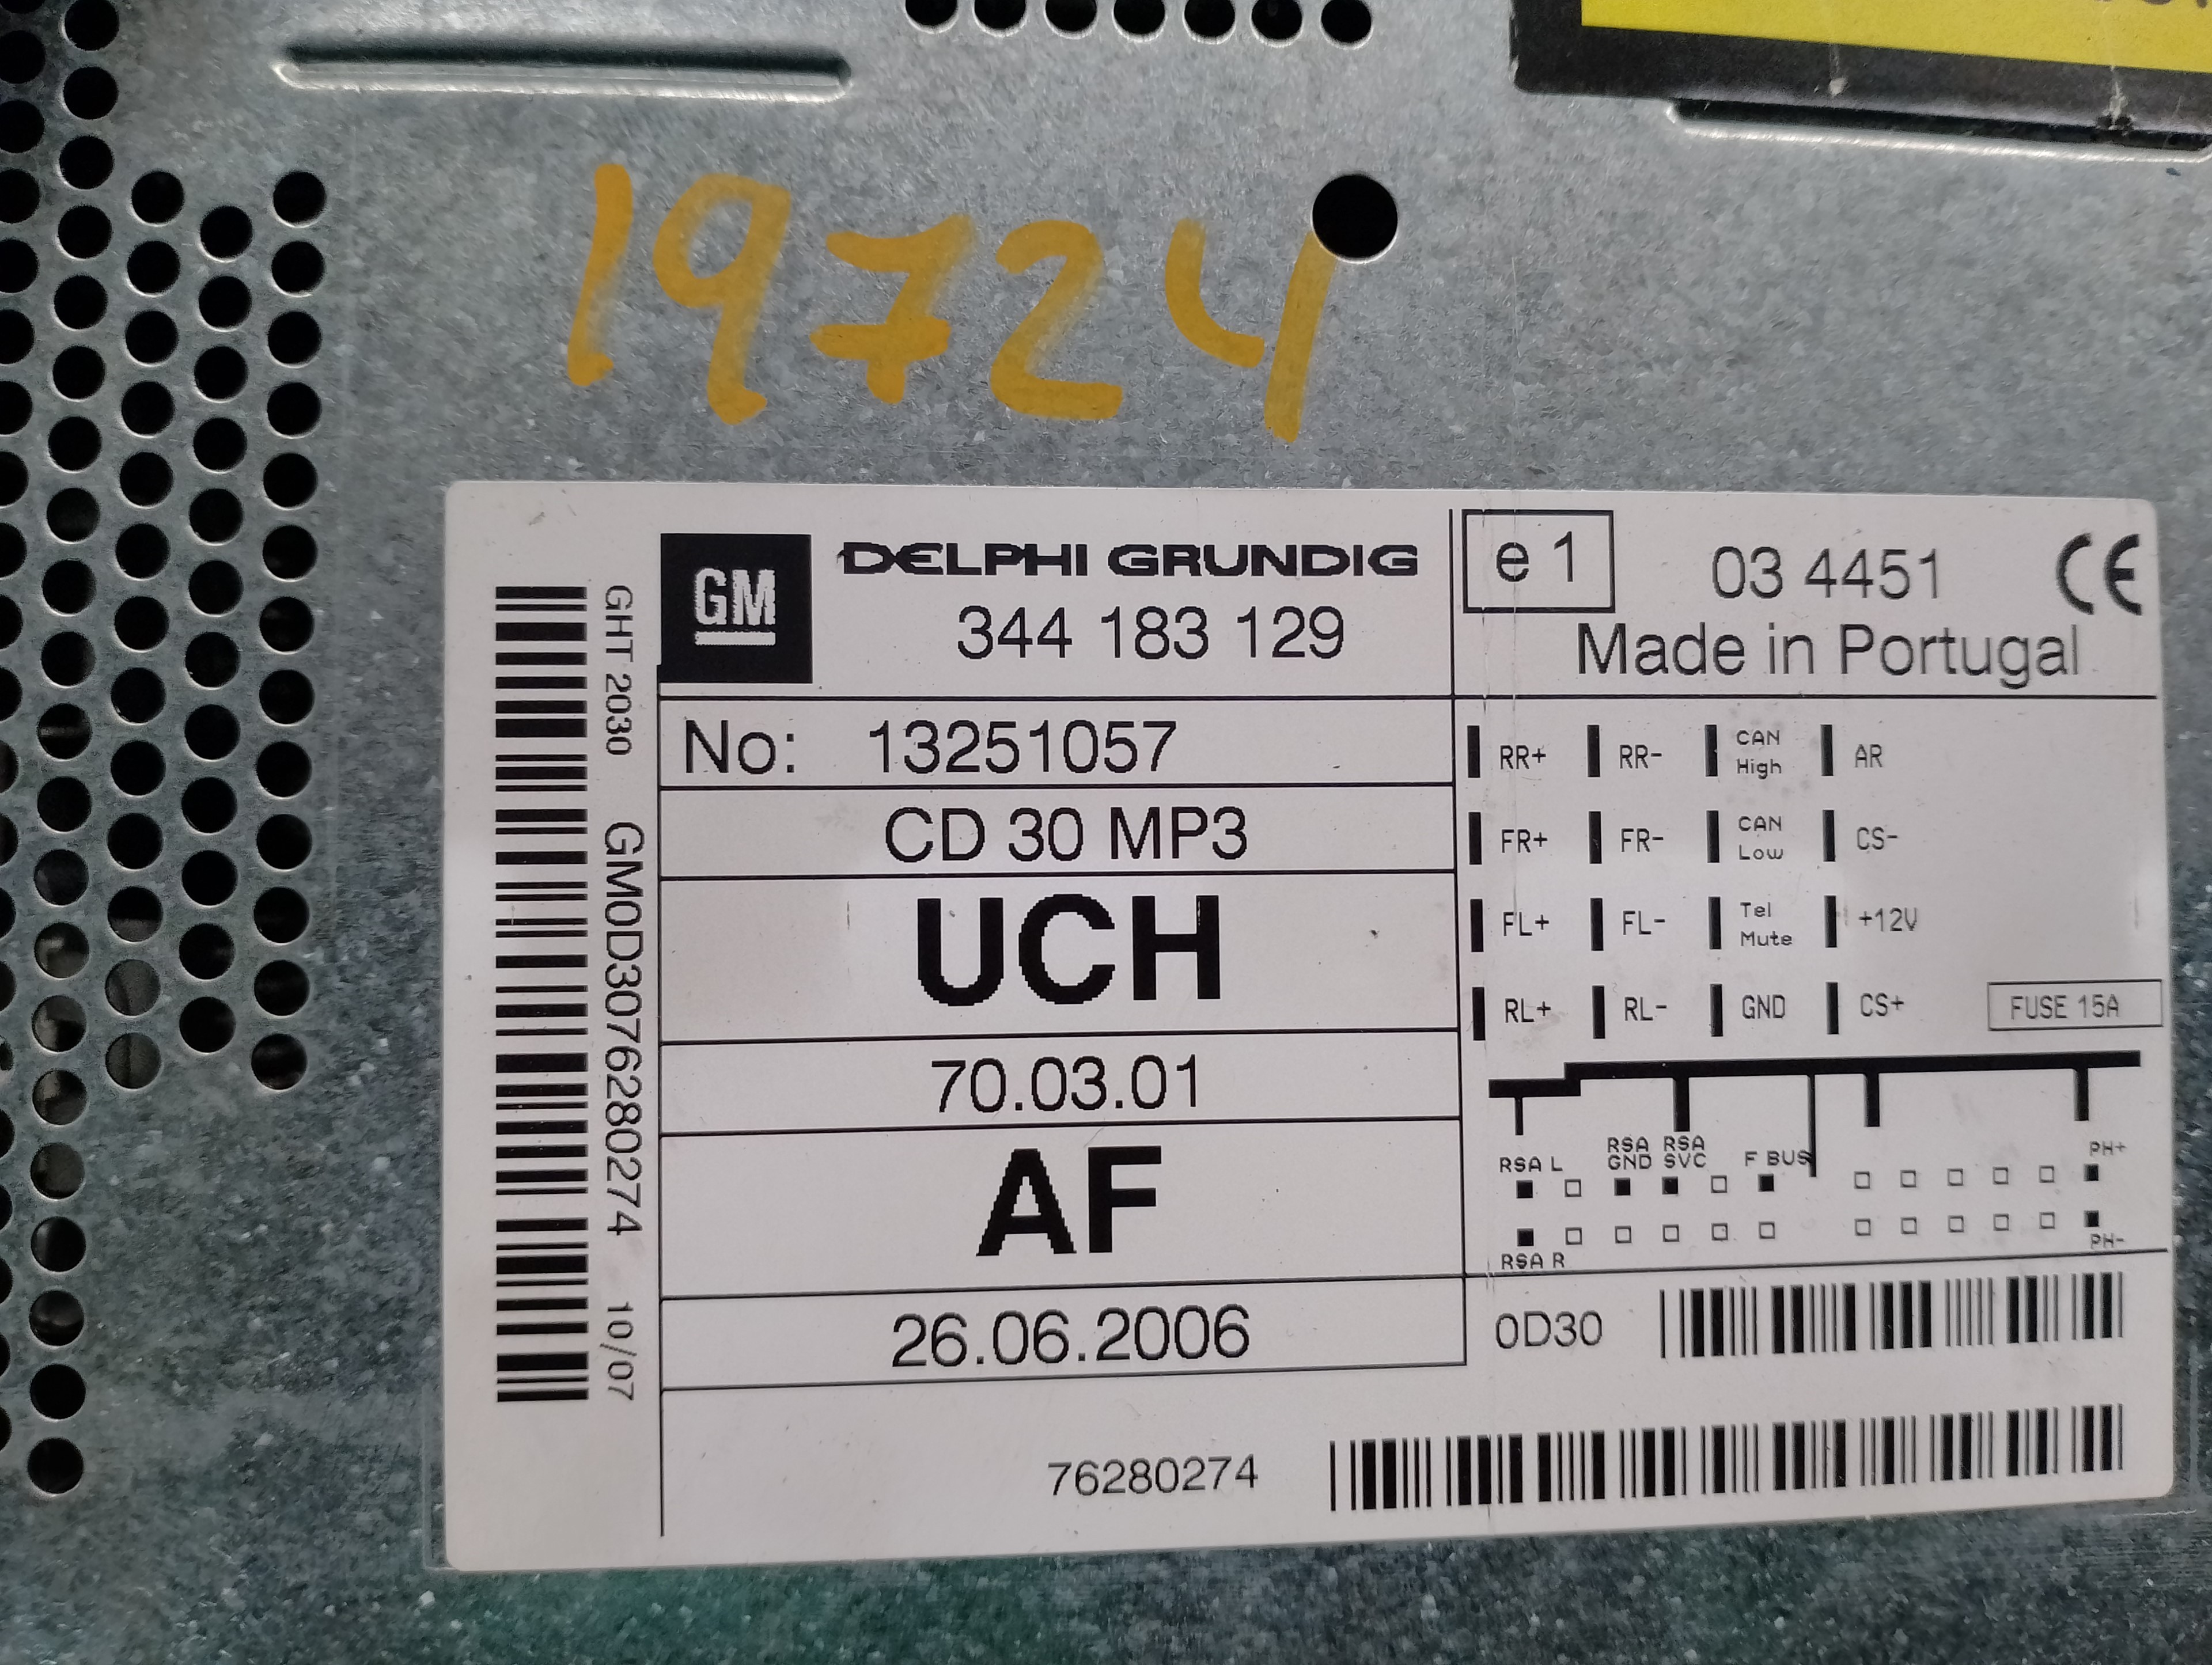 19724
GM
DELPHI GRUNDIG
344 183 129
e1
03 4451
CE
Made in Portugal
No: 13251057
CD 30 MP3
UCH
70.03.01
AF
26.06.2006
76280274
GHT 2030 GM0D3076280274 10/07
RR+ RR- CAN High AR
FR+ FR- CAN Low CS-
FL+ FL- Tel Mute +12V
RL+ RL- GND CS+
FUSE 15A
RSA L RSA GND RSA SVC F BUS PH+
RSA R PH-
0D30